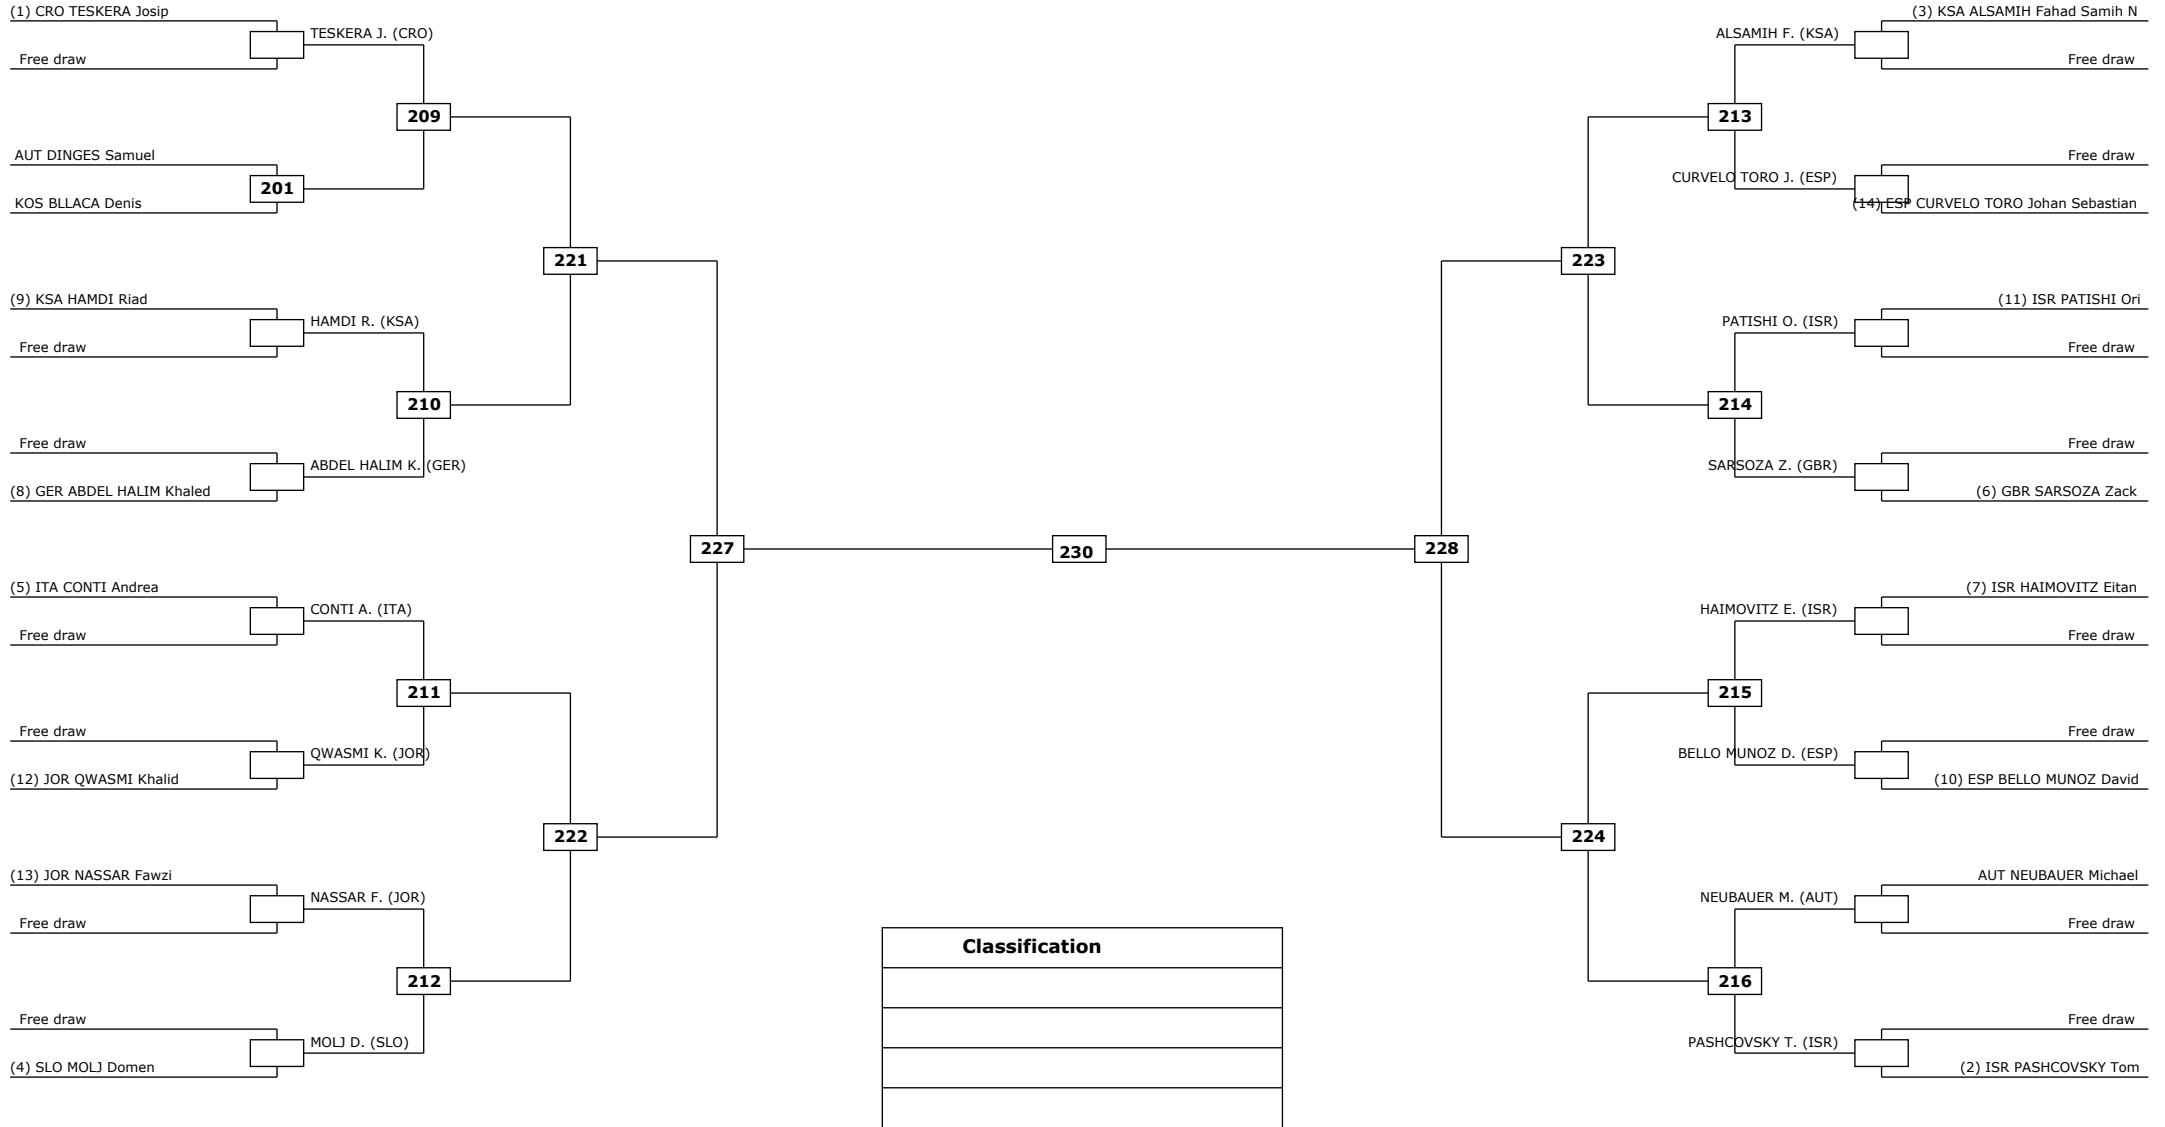 (1) CRO TESKERA Josip
TESKERA J. (CRO)
Free draw
209
AUT DINGES Samuel
201
KOS BLLACA Denis
221
(9) KSA HAMDI Riad
HAMDI R. (KSA)
Free draw
210
Free draw
ABDEL HALIM K. (GER)
(8) GER ABDEL HALIM Khaled
227
(5) ITA CONTI Andrea
CONTI A. (ITA)
Free draw
211
Free draw
QWASMI K. (JOR)
(12) JOR QWASMI Khalid
222
(13) JOR NASSAR Fawzi
NASSAR F. (JOR)
Free draw
212
Free draw
MOLJ D. (SLO)
(4) SLO MOLJ Domen
230
Classification
(3) KSA ALSAMIH Fahad Samih N
ALSAMIH F. (KSA)
Free draw
213
Free draw
CURVELO TORO J. (ESP)
(14) ESP CURVELO TORO Johan Sebastian
223
(11) ISR PATISHI Ori
PATISHI O. (ISR)
Free draw
214
Free draw
SARSOZA Z. (GBR)
(6) GBR SARSOZA Zack
228
(7) ISR HAIMOVITZ Eitan
HAIMOVITZ E. (ISR)
Free draw
215
Free draw
BELLO MUNOZ D. (ESP)
(10) ESP BELLO MUNOZ David
224
AUT NEUBAUER Michael
NEUBAUER M. (AUT)
Free draw
216
Free draw
PASHCOVSKY T. (ISR)
(2) ISR PASHCOVSKY Tom